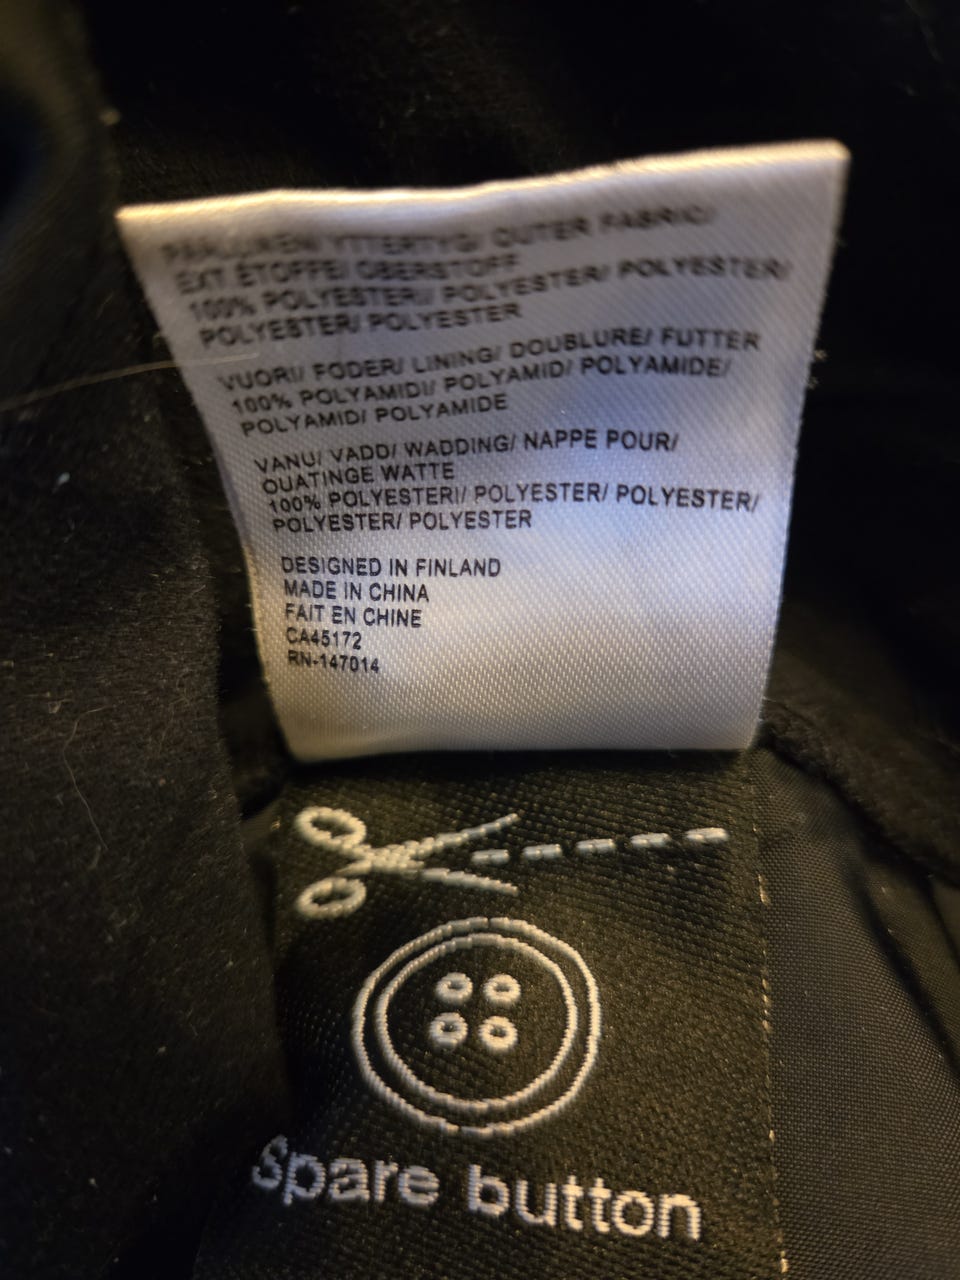 PÄÄLLIKEN/ YTTERTYG/ OUTER FABRIC/
EXT.ÉTOFFE/ OBERSTOFF
100% POLYESTERI/ POLYESTER/ POLYESTER/
POLYESTER/ POLYESTER
VUORI/ FODER/ LINING/ DOUBLURE/ FUTTER
100% POLYAMIDI/ POLYAMID/ POLYAMIDE/
POLYAMID/ POLYAMIDE
VANU/ VADD/ WADDING/ NAPPE POUR/
OUATINGE WATTE
100% POLYESTERI/ POLYESTER/ POLYESTER/
POLYESTER/ POLYESTER
DESIGNED IN FINLAND
MADE IN CHINA
FAIT EN CHINE
CA45172
RN-147014
Spare button